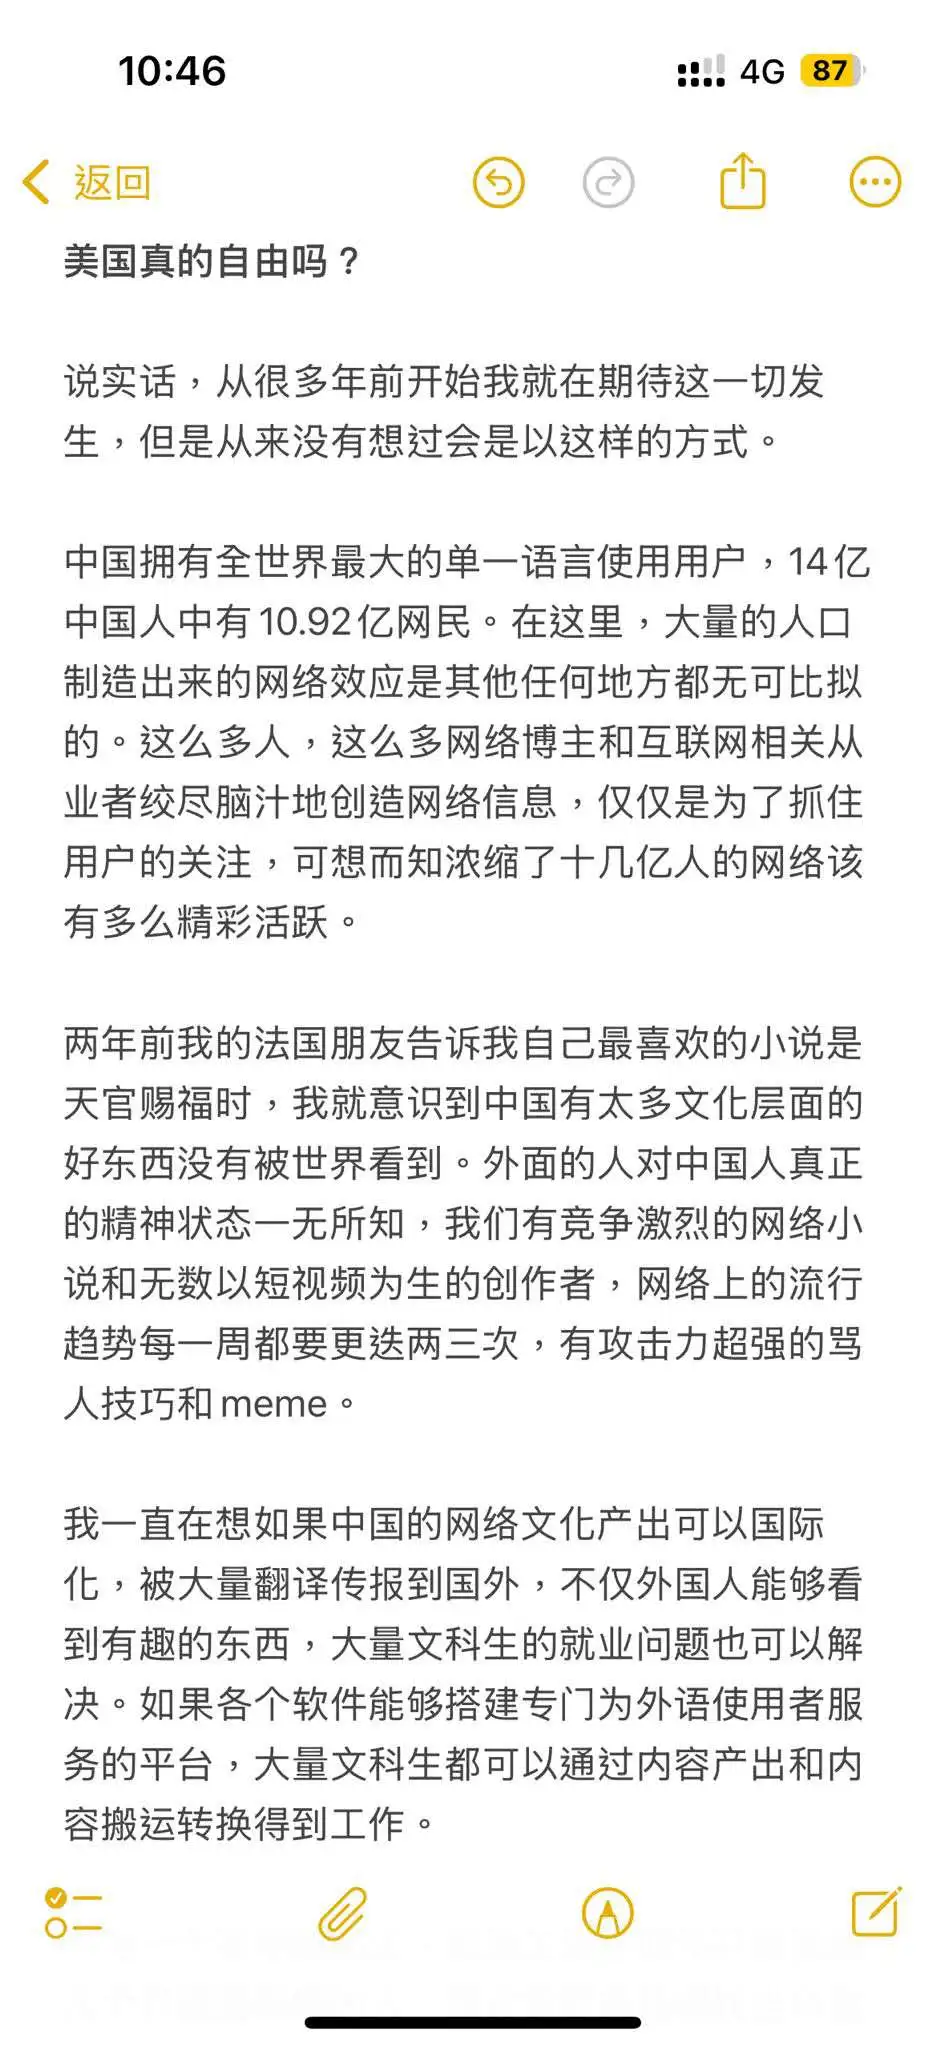 10:46
4G 87
返回
美国真的自由吗？
说实话，从很多年前开始我就在期待这一切发
生，但是从来没有想过会是以这样的方式。
中国拥有全世界最大的单一语言使用用户，14亿
中国人中有10.92亿网民。在这里，大量的人口
制造出来的网络效应是其他任何地方都无可比拟
的。这么多人，这么多网络博主和互联网相关从
业者绞尽脑汁地创造网络信息，仅仅是为了抓住
用户的关注，可想而知浓缩了十几亿人的网络该
有多么精彩活跃。
两年前我的法国朋友告诉我自己最喜欢的小说是
天官赐福时，我就意识到中国有太多文化层面的
好东西没有被世界看到。外面的人对中国人真正
的精神状态一无所知，我们有竞争激烈的网络小
说和无数以短视频为生的创作者，网络上的流行
趋势每一周都要更迭两三次，有攻击力超强的骂
人技巧和meme。
我一直在想如果中国的网络文化产出可以国际
化，被大量翻译传报到国外，不仅外国人能够看
到有趣的东西，大量文科生的就业问题也可以解
决。如果各个软件能够搭建专门为外语使用者服
务的平台，大量文科生都可以通过内容产出和内
容搬运转换得到工作。